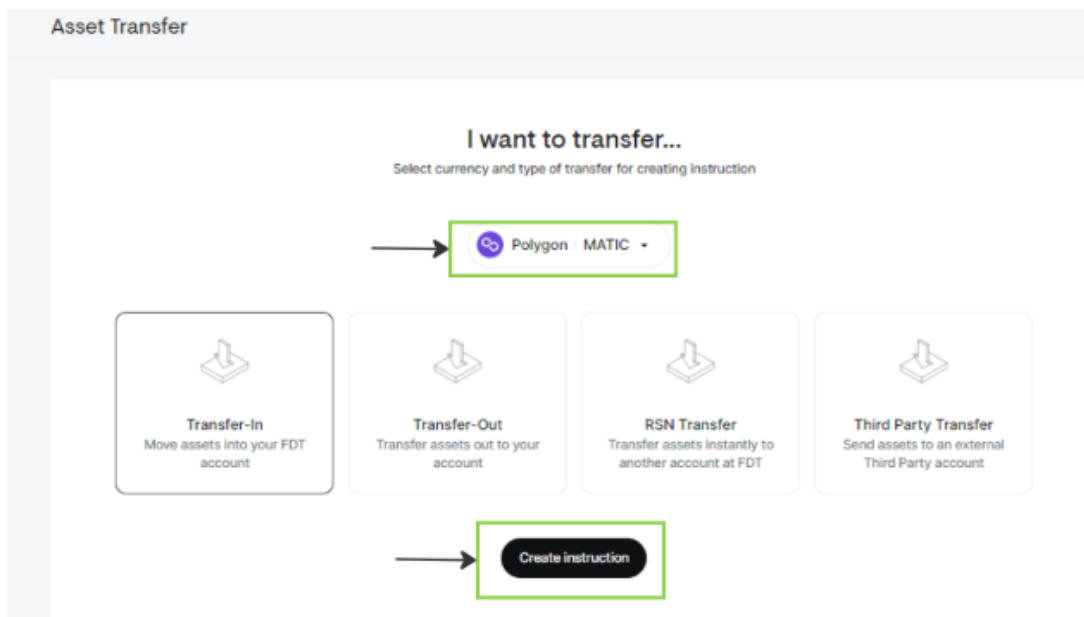 Asset Transfer
I want to transfer...
Select currency and type of transfer for creating instruction
Polygon MATIC
Transfer-In
Move assets into your FDT
account
Transfer-Out
Transfer assets out to your
account
RSN Transfer
Transfer assets instantly to
another account at FDT
Third Party Transfer
Send assets to an external
Third Party account
Create instruction